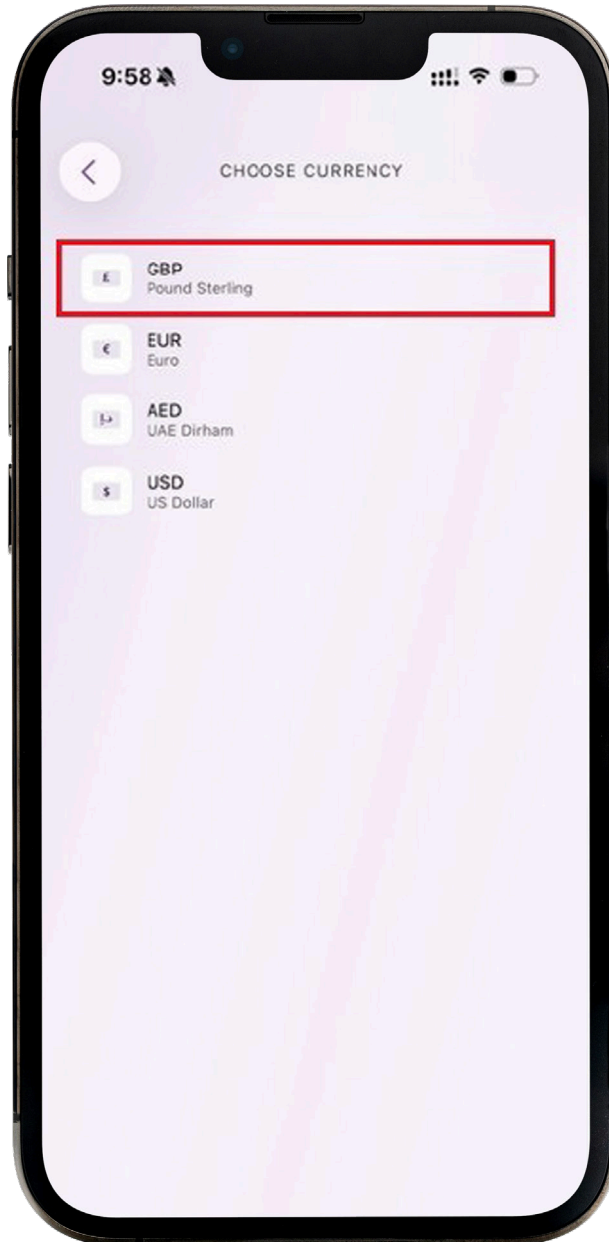 9:58
CHOOSE CURRENCY
£
GBP
Pound Sterling
€
EUR
Euro
د.إ
AED
UAE Dirham
$
USD
US Dollar